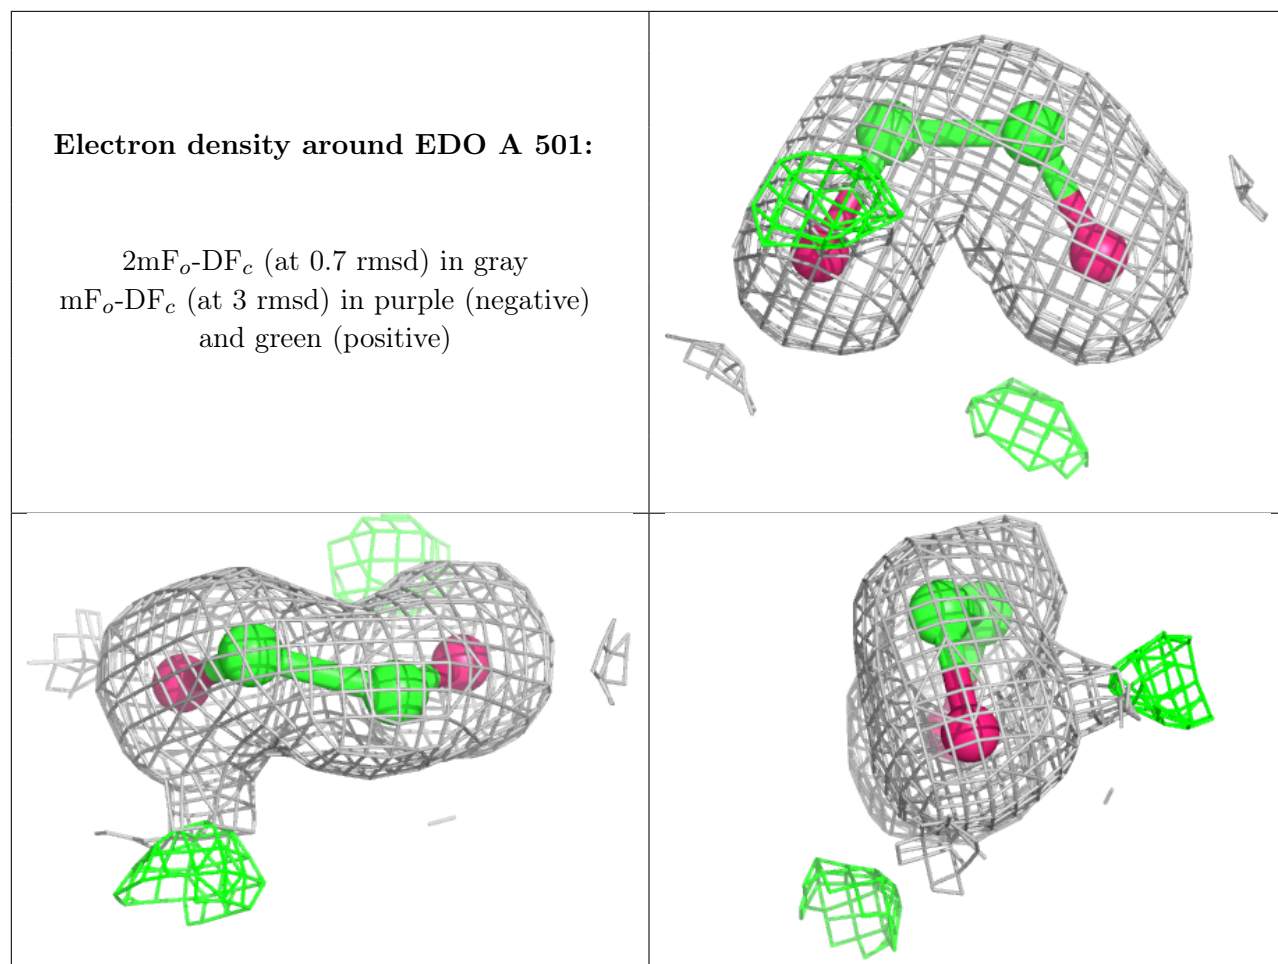 Electron density around EDO A 501:
2mFo-DFc (at 0.7 rmsd) in gray
mFo-DFc (at 3 rmsd) in purple (negative)
and green (positive)